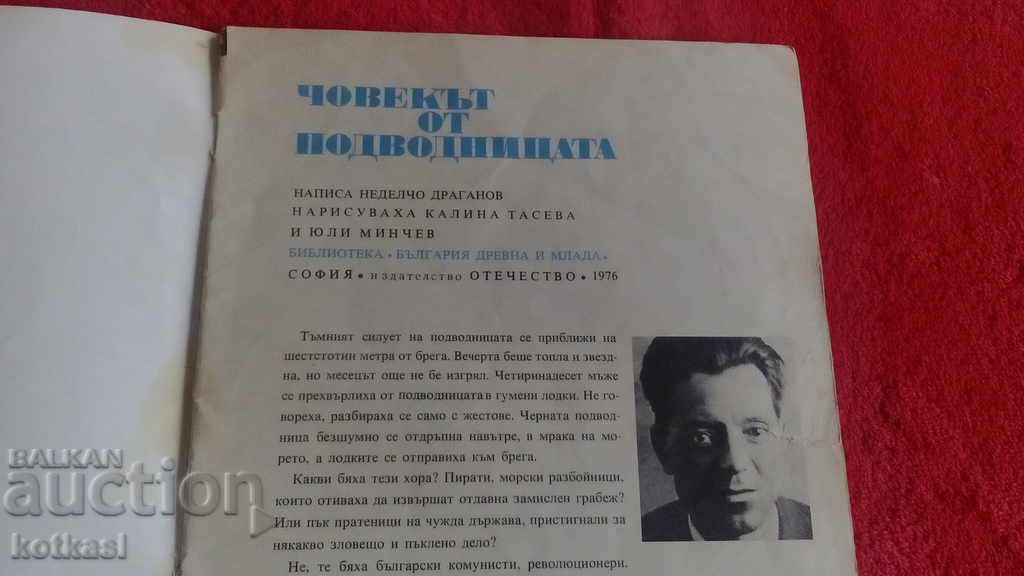 ЧОВЕКЪТ
ОТ
ПОДВОДНИЦАТА
НАПИСА НЕДЕЛЧО ДРАГАНОВ
НАРИСУВАХА КАЛИНА ТАСЕВА
И ЮЛИ МИНЧЕВ
БИБЛИОТЕКА • БЪЛГАРИЯ ДРЕВНА И МЛАДА •
СОФИЯ • издателство ОТЕЧЕСТВО • 1976
Тъмният силует на подводницата се приближи на
шестстотин метра от брега. Вечерта беше топла и звезд-
на, но месецът още не бе изгрял. Четиринадесет мъже
се прехвърлиха от подводницата в гумени лодки. Не го-
вореха, разбираха се само с жестове. Черната подвод-
ница безшумно се отдръпна навътре, в мрака на мо-
рето, а лодките се отправиха към брега.
Какви бяха тези хора? Пирати, морски разбойници,
които отиваха да извършат отдавна замислен грабеж?
Или пък пратеници на чужда държава, пристигнали за
някакво зловещо и пъклено дело?
Не, те бяха български комунисти, революционери.
BALKAN
auction
kotkasl